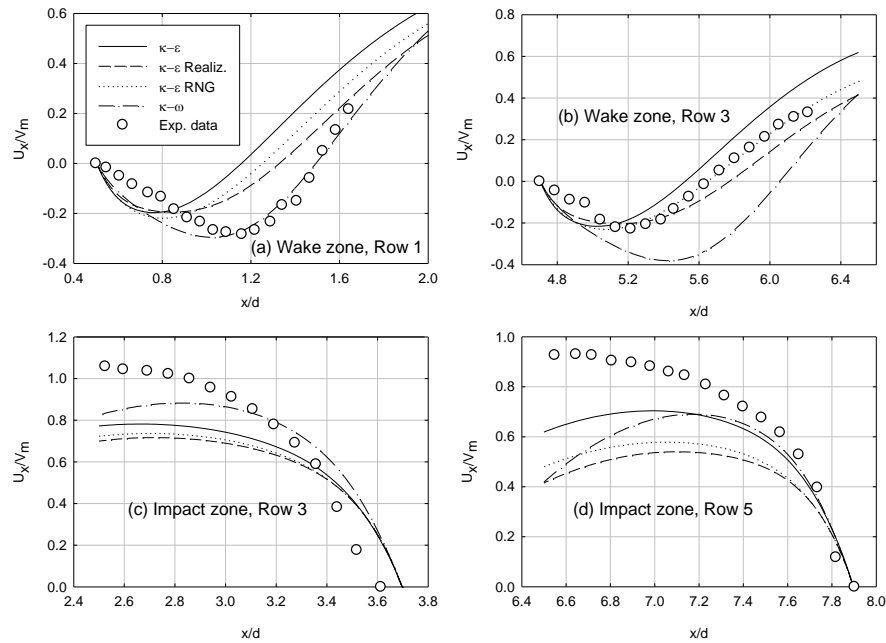 0.6
0.4
0.2
0.0
-0.2
-0.4
U_x/V_m
κ−ε
κ−ε Realiz.
κ−ε RNG
κ−ω
Exp. data
(a) Wake zone, Row 1
0.4 0.8 1.2 1.6 2.0
x/d
0.8
0.6
0.4
0.2
0.0
-0.2
-0.4
U_x/V_m
(b) Wake zone, Row 3
4.8 5.2 5.6 6.0 6.4
x/d
1.2
1.0
0.8
0.6
0.4
0.2
0.0
U_x/V_m
(c) Impact zone, Row 3
2.4 2.6 2.8 3.0 3.2 3.4 3.6 3.8
x/d
1.0
0.8
0.6
0.4
0.2
0.0
U_x/V_m
(d) Impact zone, Row 5
6.4 6.6 6.8 7.0 7.2 7.4 7.6 7.8 8.0
x/d